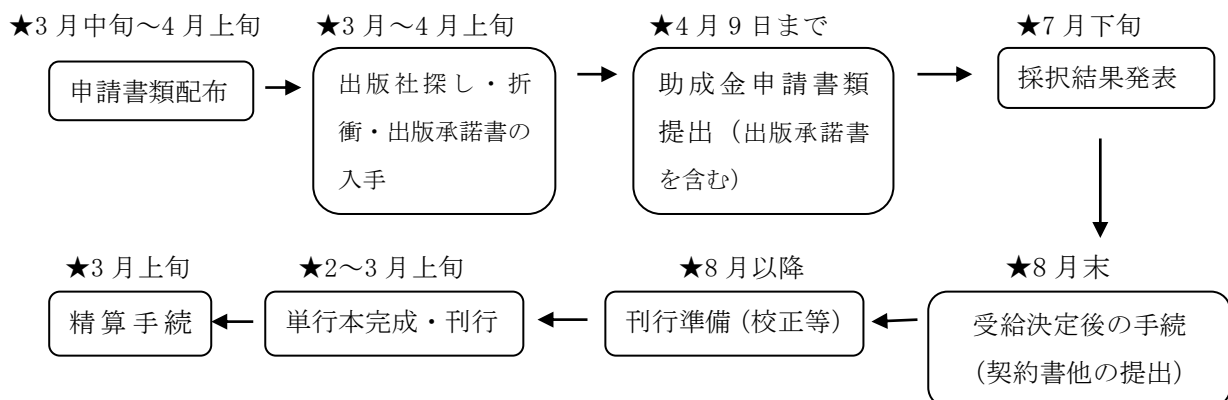 ★3月中旬～4月上旬
申請書類配布
★3月～4月上旬
出版社探し・折
衝・出版承諾書の
入手
★4月9日まで
助成金申請書類
提出（出版承諾書
を含む）
★7月下旬
採択結果発表
★8月末
受給決定後の手続
（契約書他の提出）
★8月以降
刊行準備（校正等）
★2～3月上旬
単行本完成・刊行
★3月上旬
精算手続